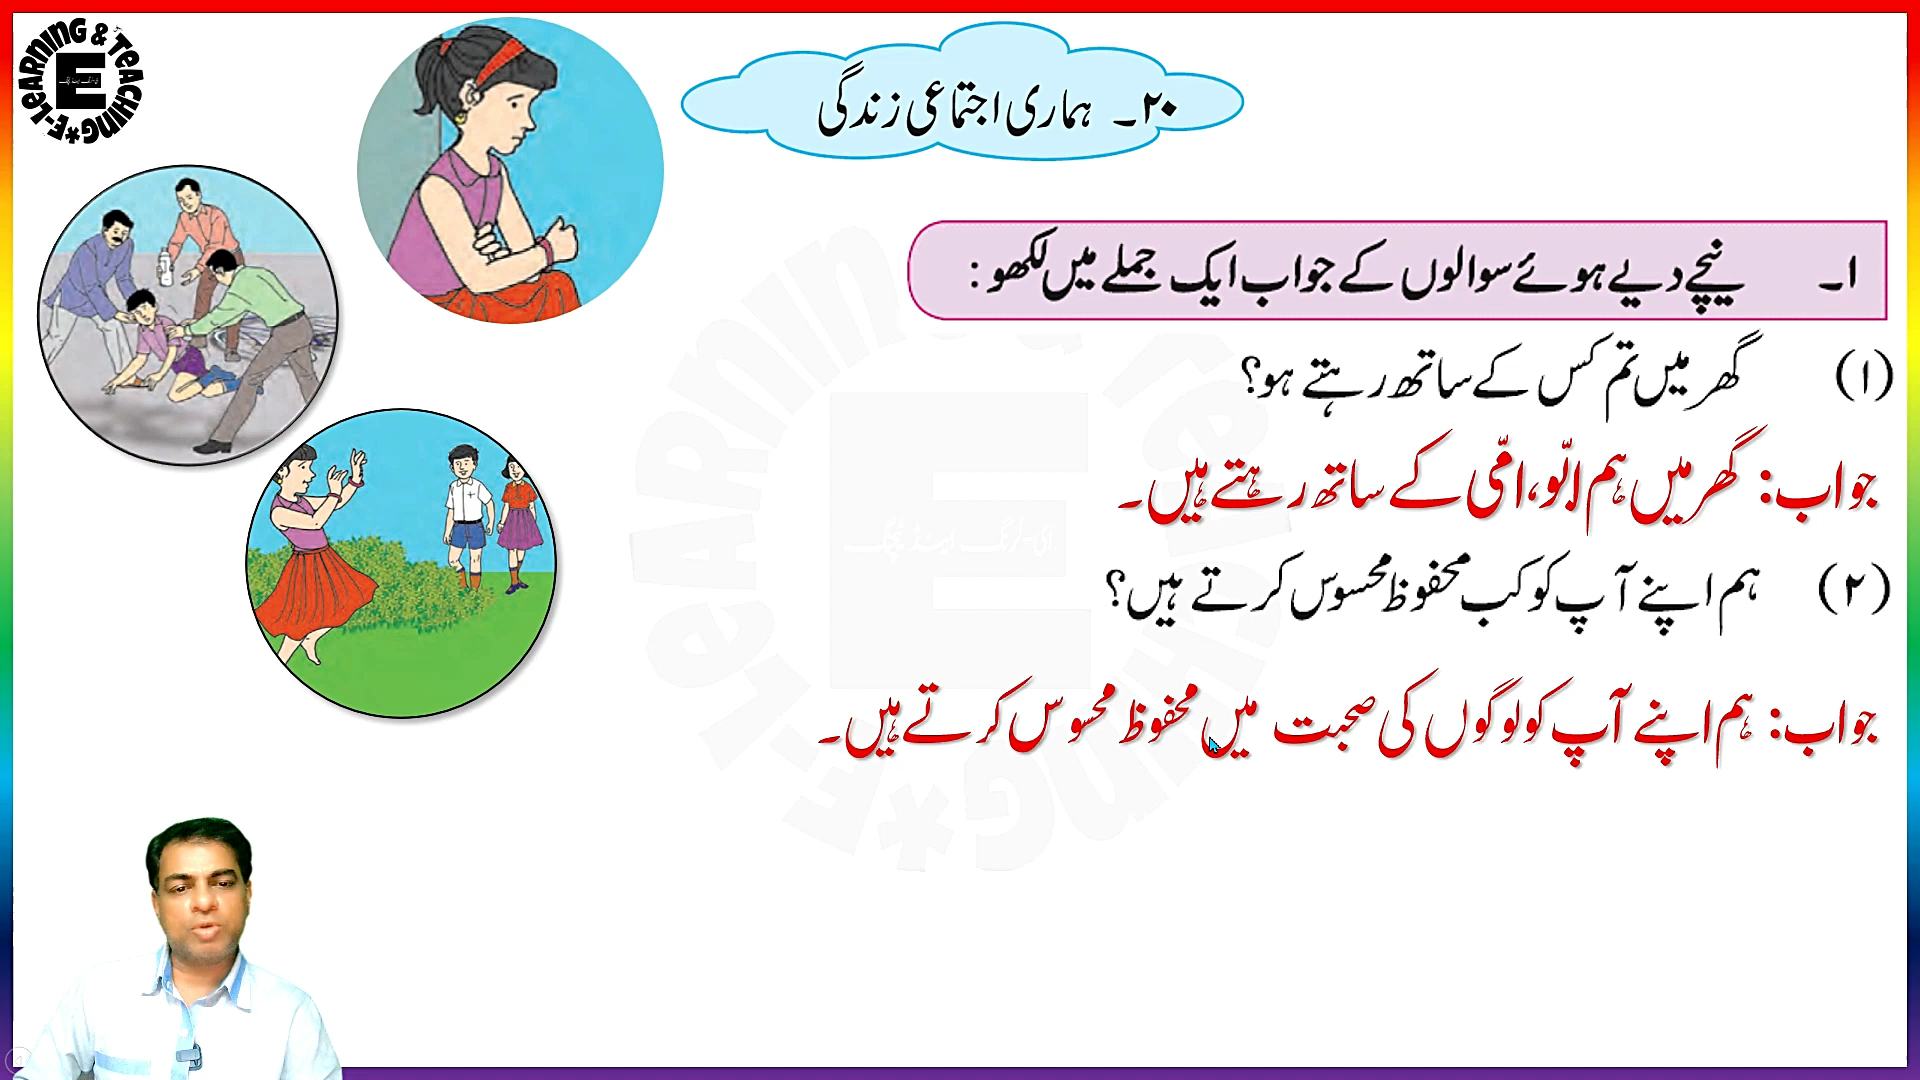 E-LEARNING & TEACHING*
E
۲۰۔ ہماری اجتماعی زندگی
۱۔ نیچے دیے ہوئے سوالوں کے جواب ایک جملے میں لکھو :
(۱) گھر میں تم کس کے ساتھ رہتے ہو؟
جواب: گھر میں ہم ابّو، امّی کے ساتھ رہتے ہیں۔
(۲) ہم اپنے آپ کو کب محفوظ محسوس کرتے ہیں؟
جواب: ہم اپنے آپ کو لوگوں کی صحبت میں محفوظ محسوس کرتے ہیں۔